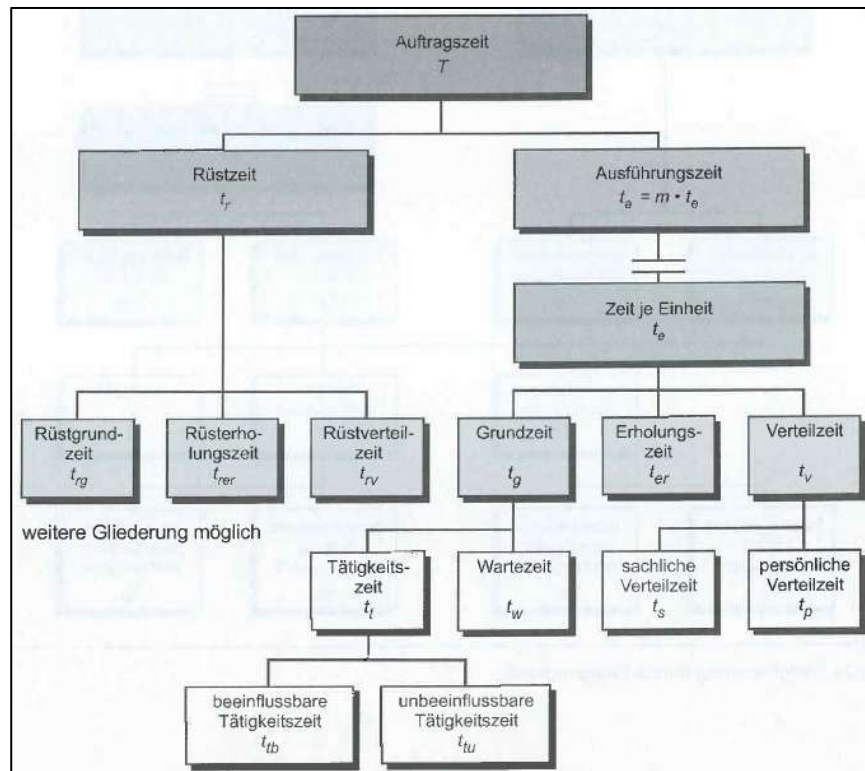 Auftragszeit
T
Rüstzeit
t_r
Ausführungszeit
t_a = m • t_e
Zeit je Einheit
t_e
Rüstgrund-
zeit
t_rg
Rüsterho-
lungszeit
t_rer
Rüstverteil-
zeit
t_rv
Grundzeit
t_g
Erholungs-
zeit
t_er
Verteilzeit
t_v
weitere Gliederung möglich
Tätigkeits-
zeit
t_t
Wartezeit
t_w
sachliche
Verteilzeit
t_s
persönliche
Verteilzeit
t_p
beeinflussbare
Tätigkeitszeit
t_tb
unbeeinflussbare
Tätigkeitszeit
t_tu